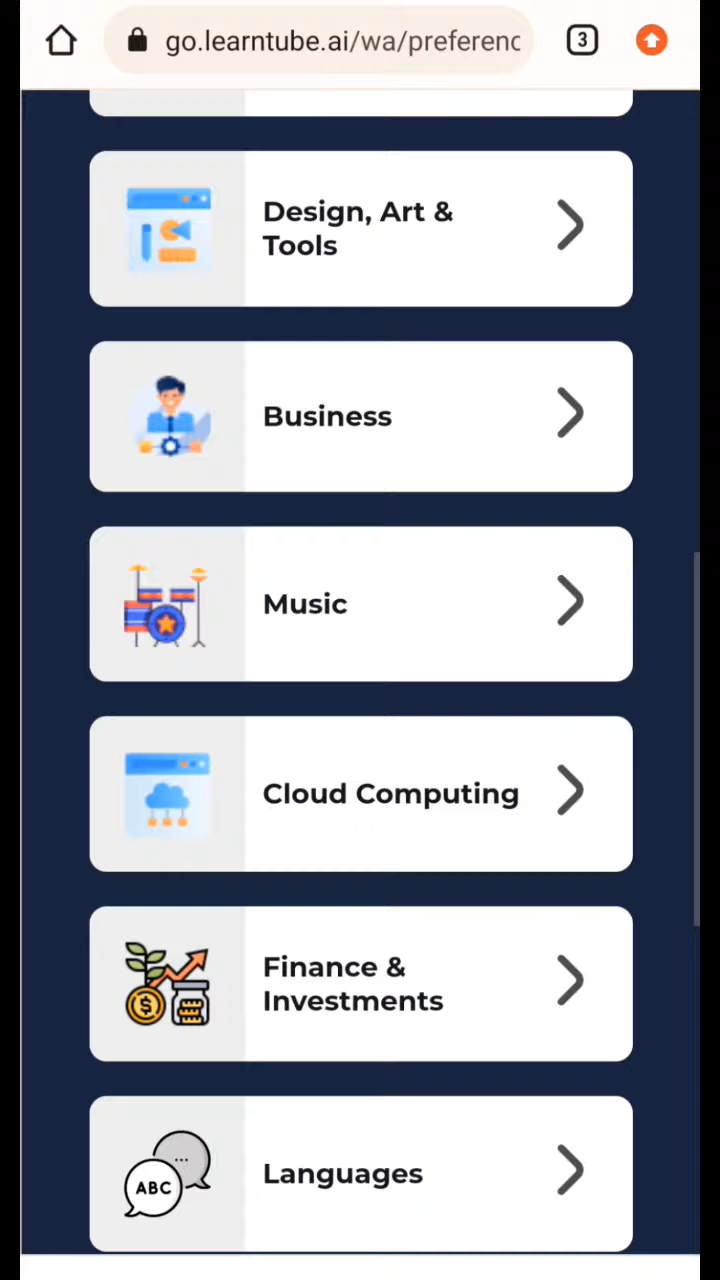 go.learntube.ai/wa/preferenc
3
Design, Art &
Tools
Business
Music
Cloud Computing
Finance &
Investments
$
Languages
...
ABC